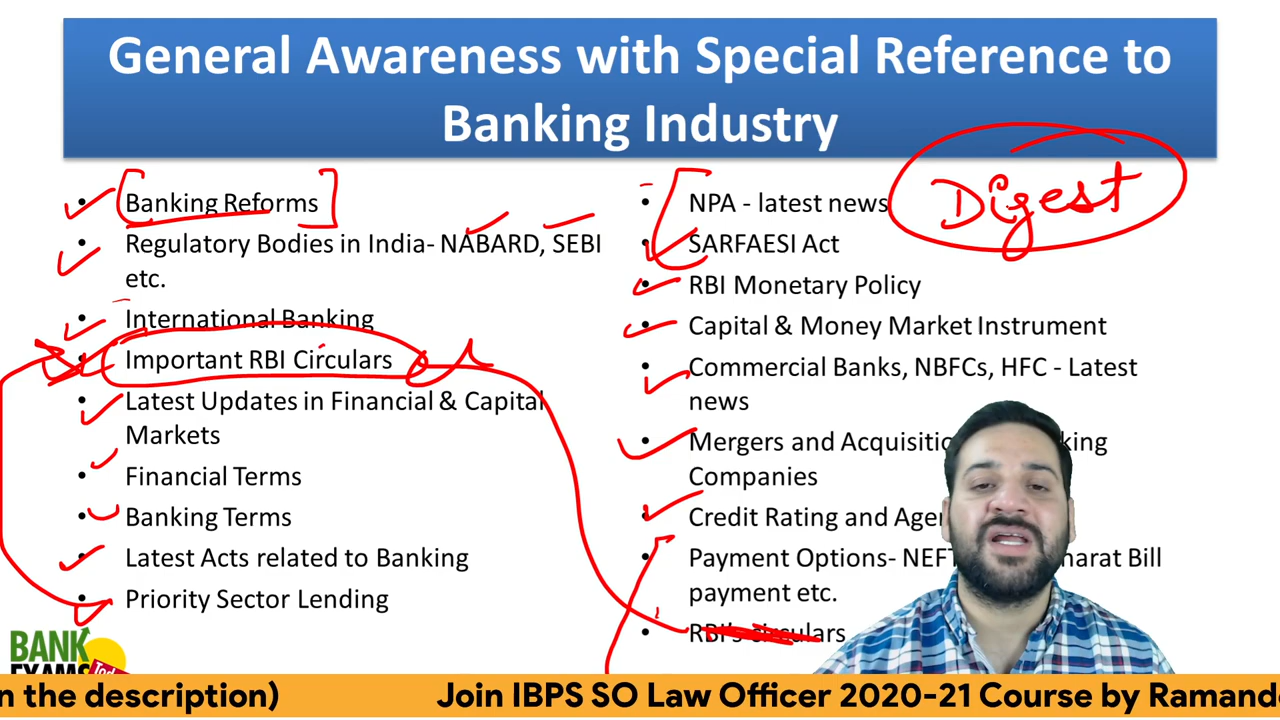 General Awareness with Special Reference to
Banking Industry
Digest
• Banking Reforms
• Regulatory Bodies in India- NABARD, SEBI
etc.
• International Banking
• Important RBI Circulars
• Latest Updates in Financial & Capital
Markets
• Financial Terms
• Banking Terms
• Latest Acts related to Banking
• Priority Sector Lending
• NPA - latest news
• SARFAESI Act
• RBI Monetary Policy
• Capital & Money Market Instrument
• Commercial Banks, NBFCs, HFC - Latest
news
• Mergers and king
Companies
• Credit Rating and
• Payment Options- NEFT Bill
payment etc.
• RBI's circulars
BANK
EXAMS
Today
n the description) Join IBPS SO Law Officer 2020-21 Course by